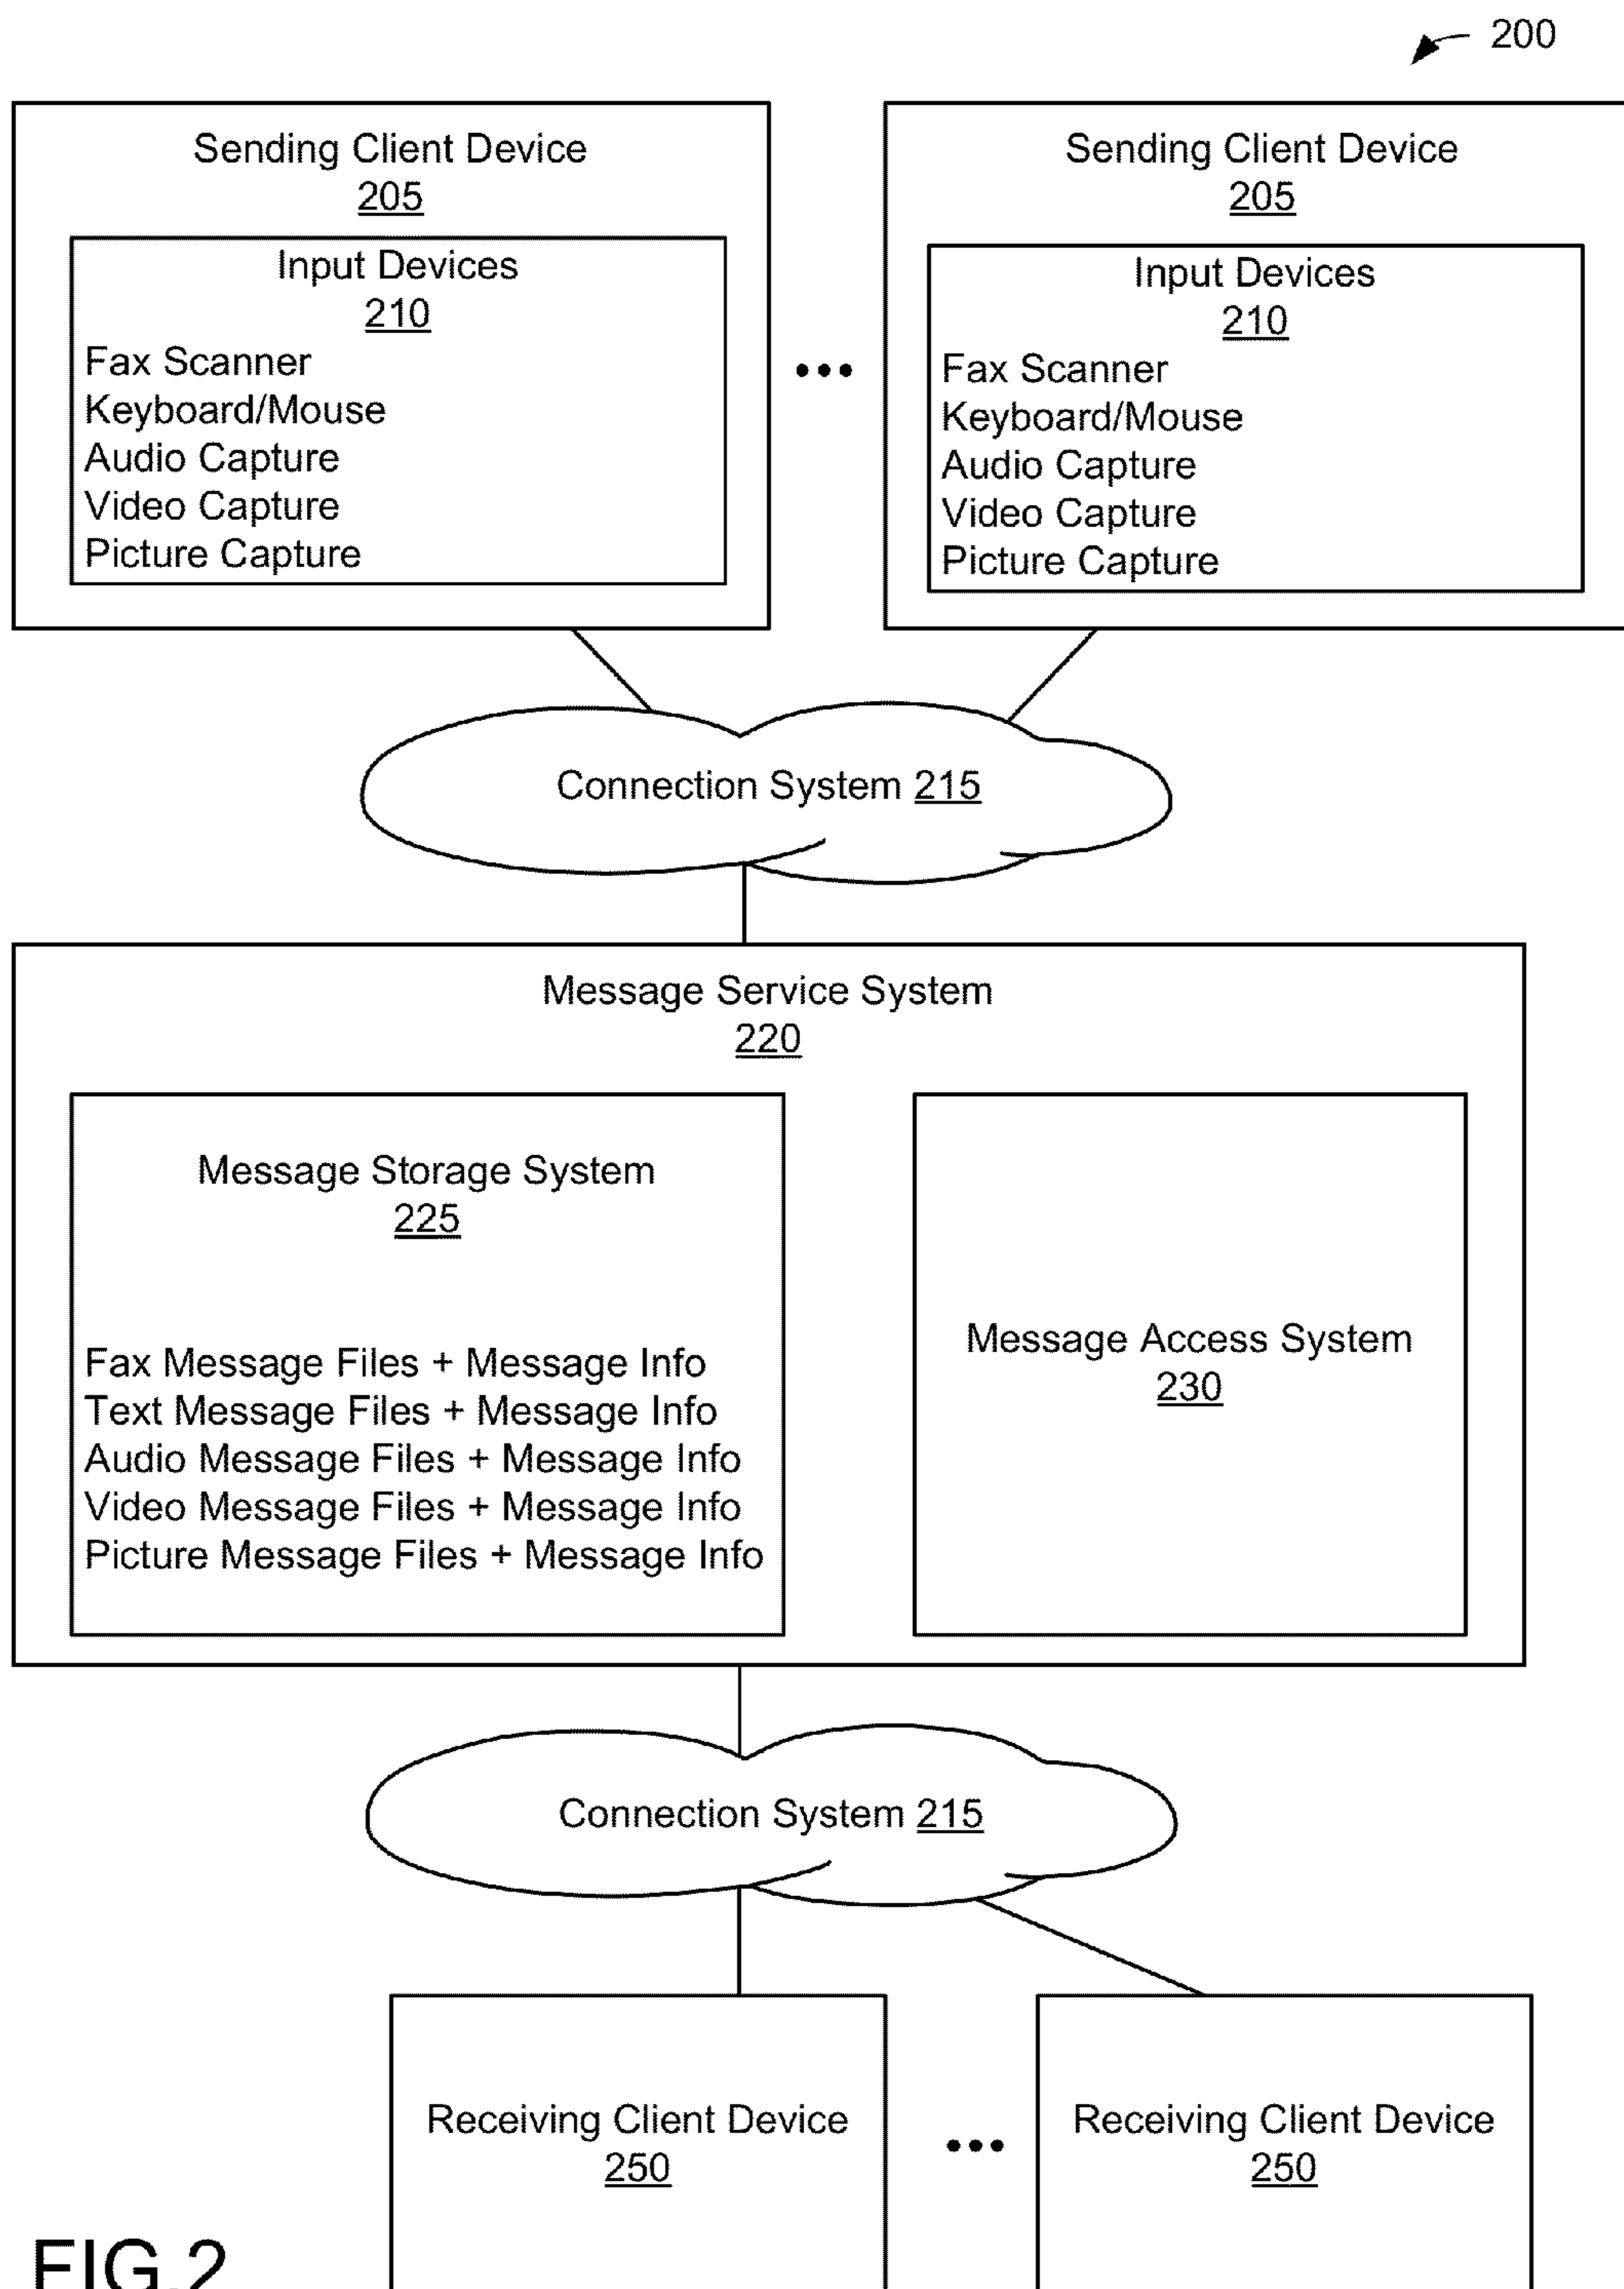 200
Sending Client Device
205
Input Devices
210
Fax Scanner
Keyboard/Mouse
Audio Capture
Video Capture
Picture Capture
Sending Client Device
205
Input Devices
210
Fax Scanner
Keyboard/Mouse
Audio Capture
Video Capture
Picture Capture
Connection System 215
Message Service System
220
Message Storage System
225
Fax Message Files + Message Info
Text Message Files + Message Info
Audio Message Files + Message Info
Video Message Files + Message Info
Picture Message Files + Message Info
Message Access System
230
Connection System 215
Receiving Client Device
250
Receiving Client Device
250
FIG.2